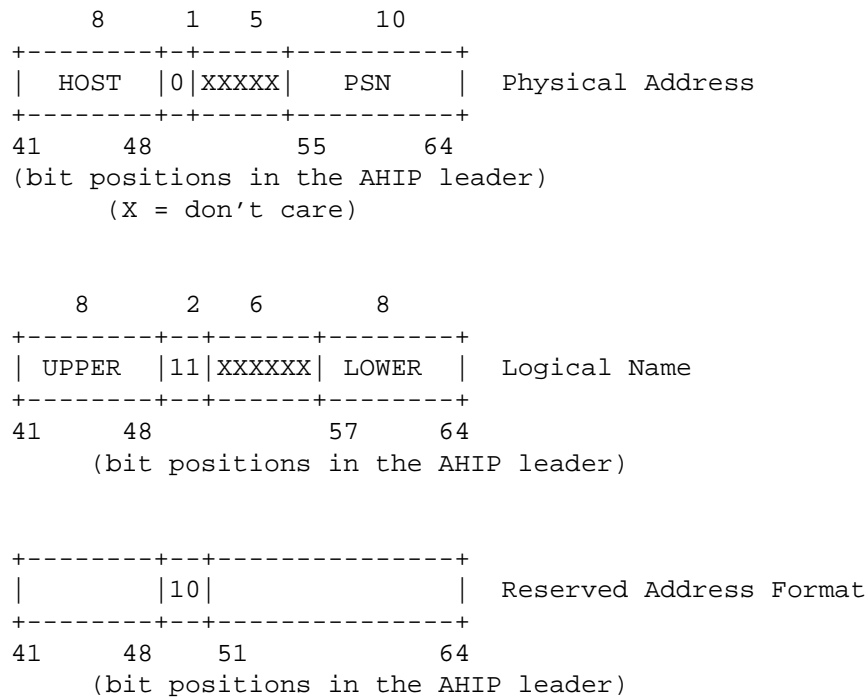 8      1   5       10
+--------+-+-----+----------+
|  HOST  |0|XXXXX|   PSN    |  Physical Address
+--------+-+-----+----------+
41      48         55      64
(bit positions in the AHIP leader)
      (X = don't care)
     8      2   6      8
+--------+--+------+--------+
| UPPER  |11|XXXXXX| LOWER  |  Logical Name
+--------+--+------+--------+
41      48           57    64
     (bit positions in the AHIP leader)
+--------+--+---------------+
|        |10|               |  Reserved Address Format
+--------+--+---------------+
41      48    51           64
     (bit positions in the AHIP leader)